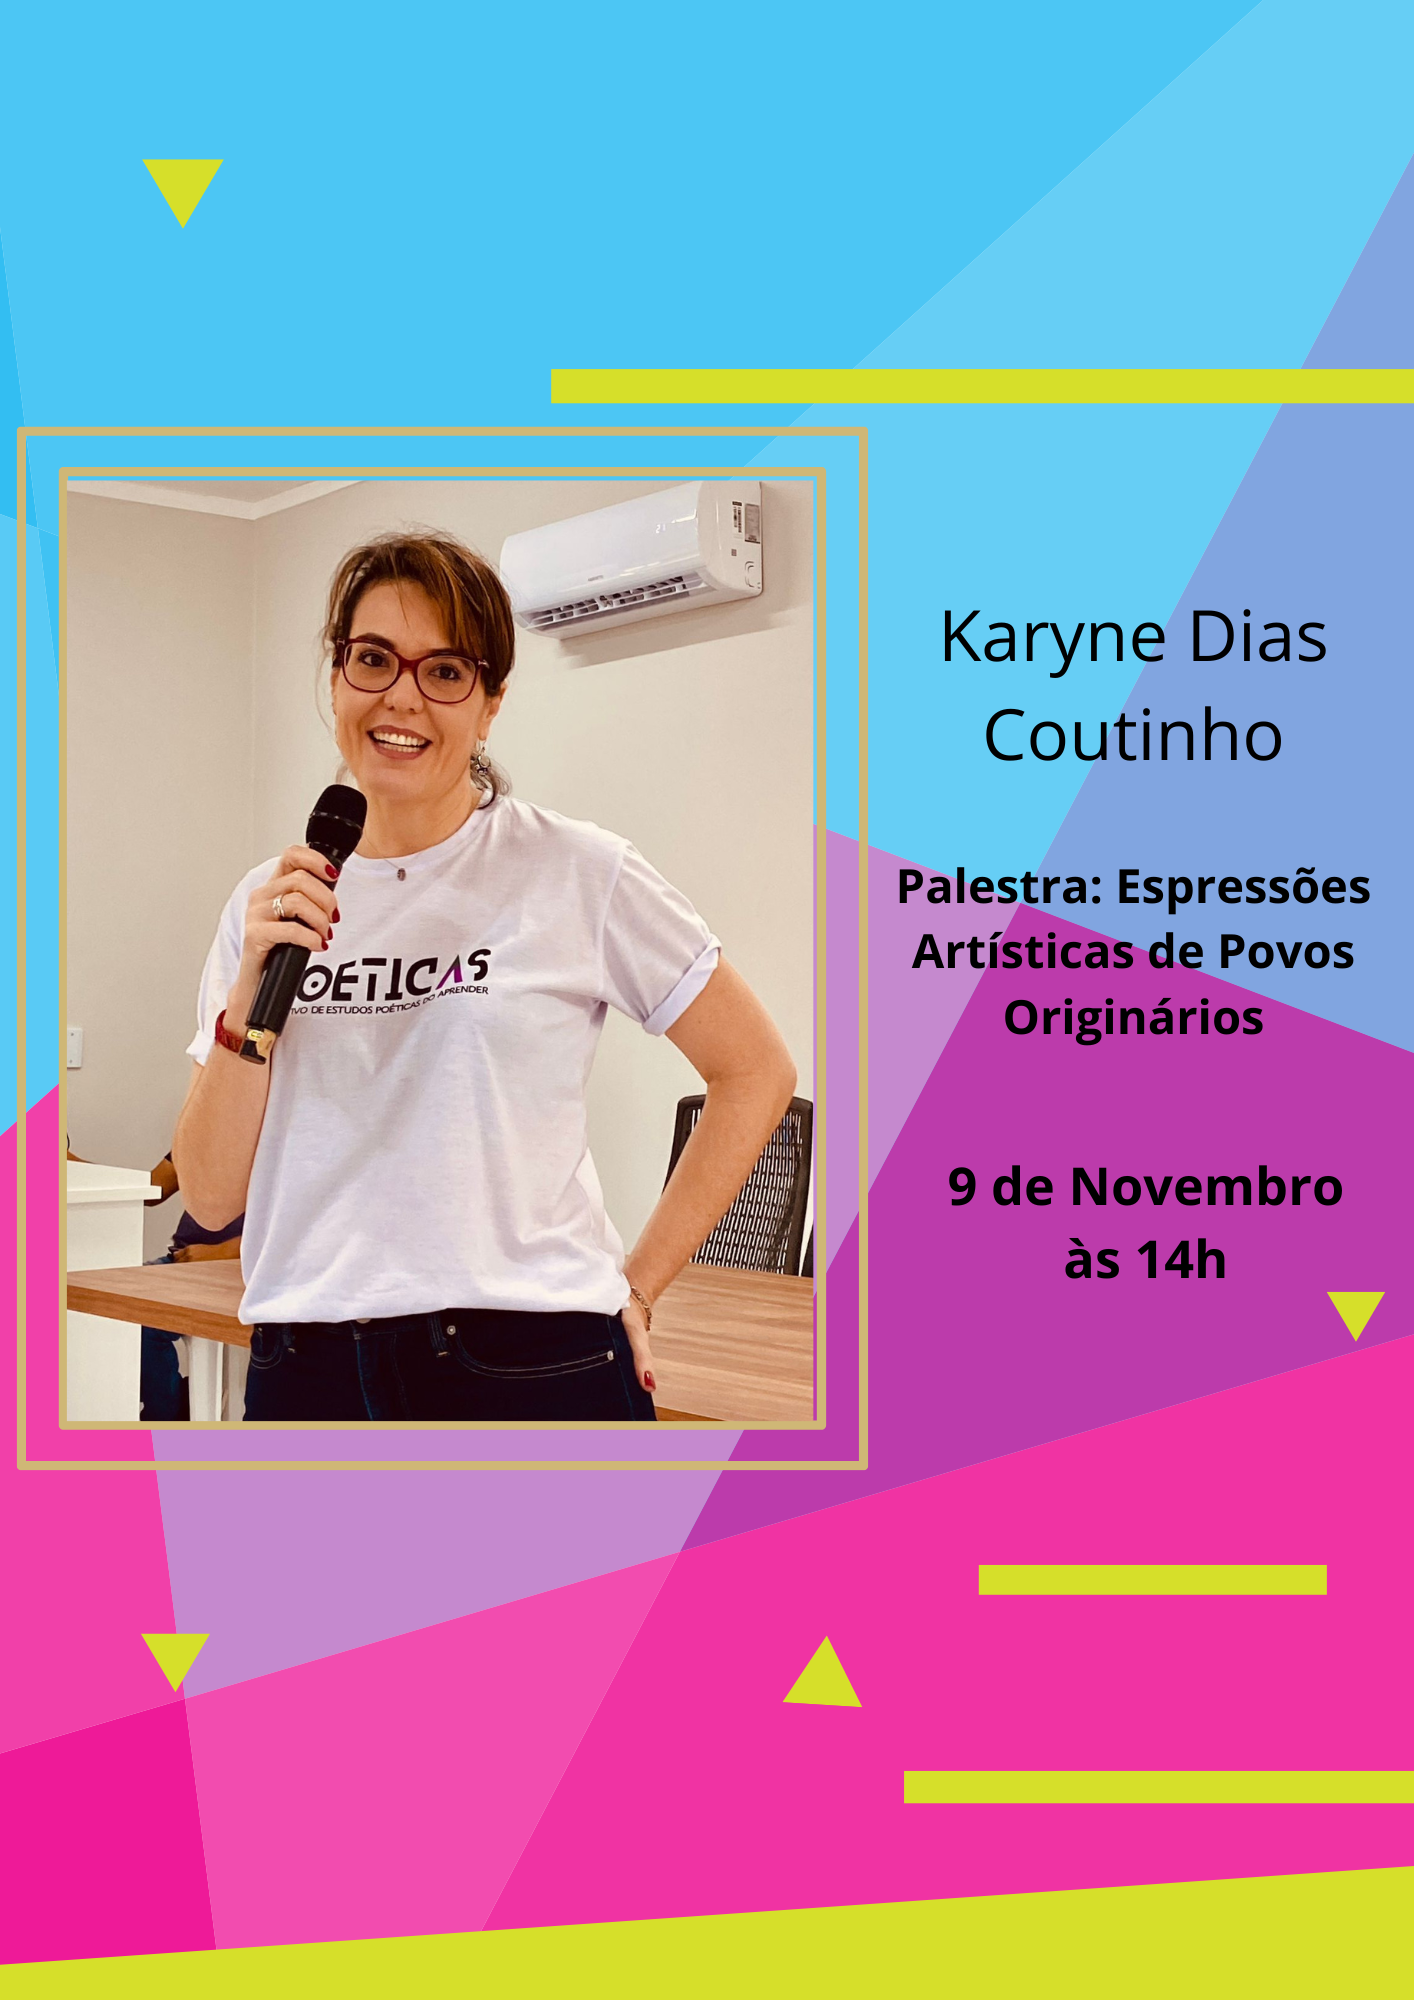 Karyne Dias
Coutinho
Palestra: Espressões
Artísticas de Povos
Originários
9 de Novembro
às 14h
OETICAS
DE ESTUDOS POÉTICAS DO APRENDER